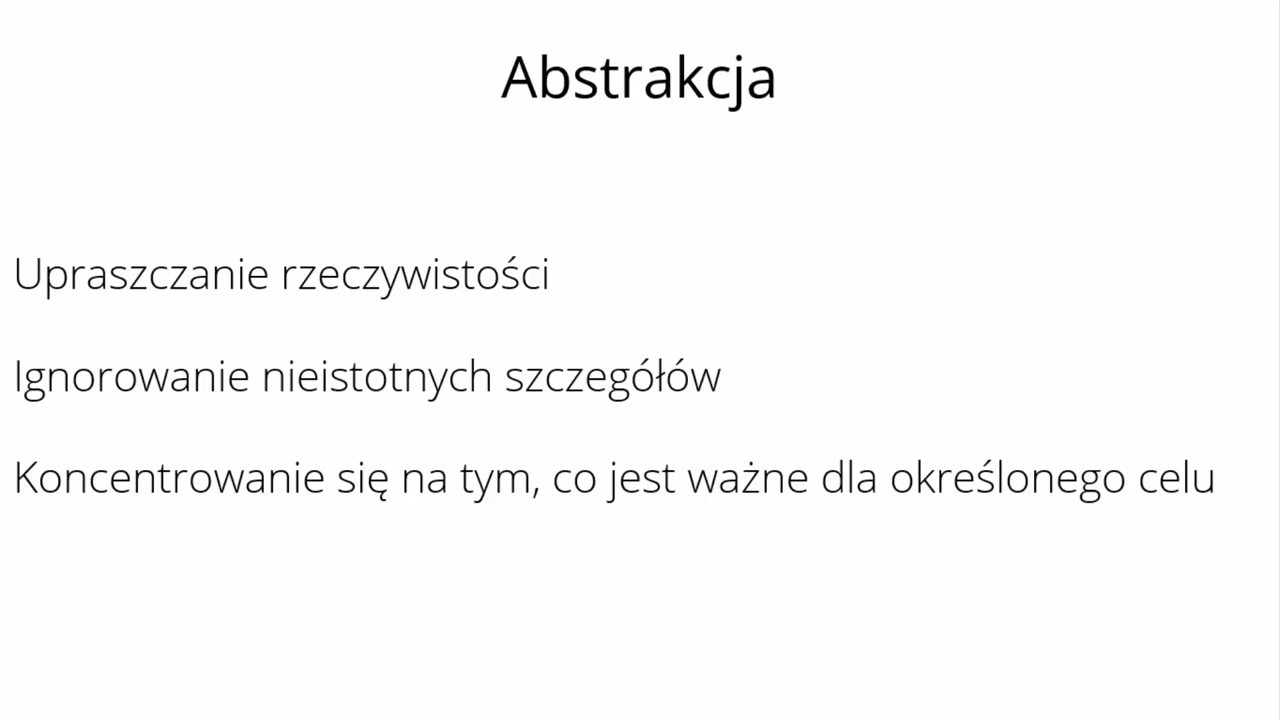 Abstrakcja
Upraszczanie rzeczywistości
Ignorowanie nieistotnych szczegółów
Koncentrowanie się na tym, co jest ważne dla określonego celu